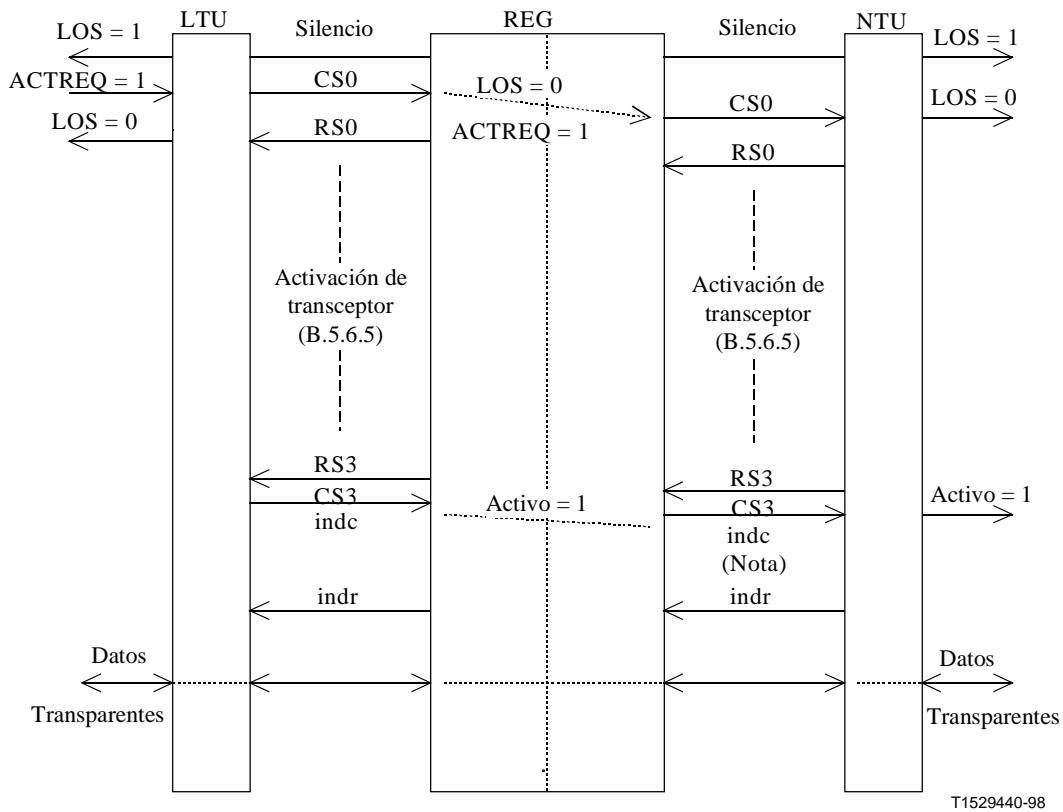 LTU
REG
NTU
LOS = 1
Silencio
Silencio
LOS = 1
ACTREQ = 1
CS0
LOS = 0
CS0
LOS = 0
LOS = 0
RS0
ACTREQ = 1
RS0
Activación de
transceptor
(B.5.6.5)
Activación de
transceptor
(B.5.6.5)
RS3
RS3
CS3
indc
Activo = 1
CS3
indc
(Nota)
Activo = 1
indr
indr
Datos
Datos
Transparentes
Transparentes
T1529440-98